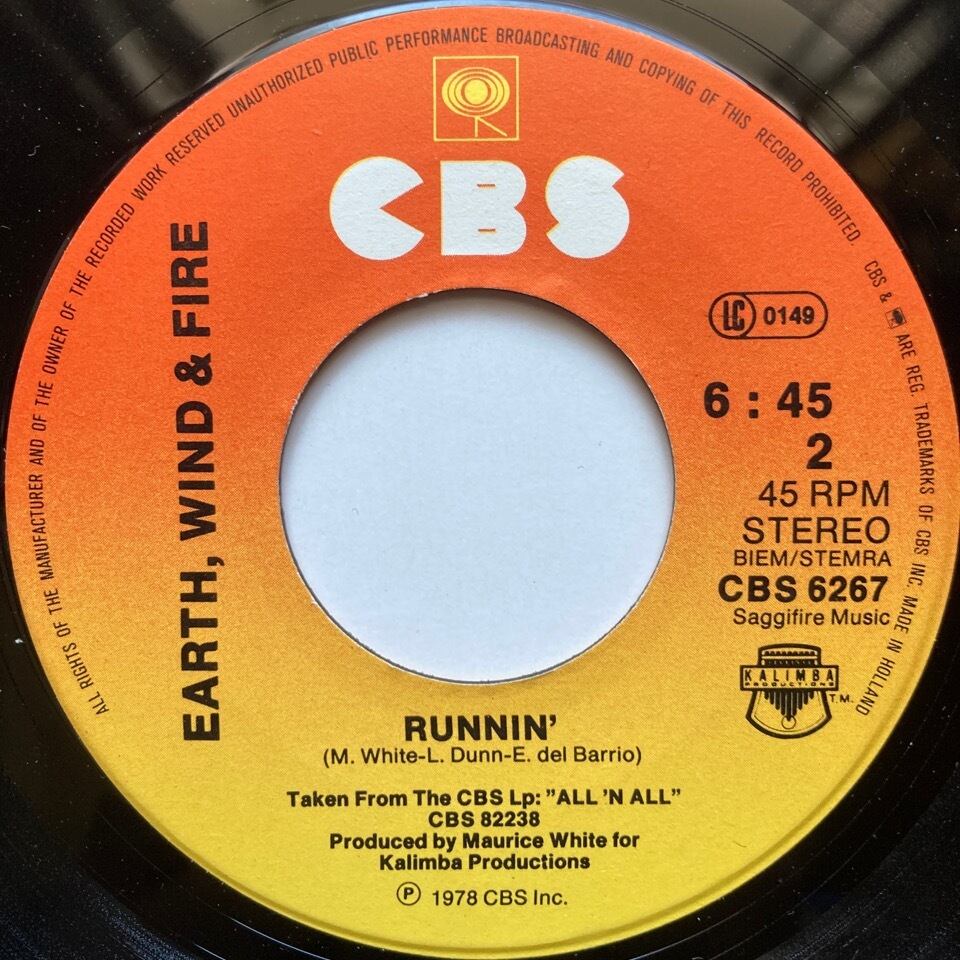 ALL RIGHTS OF THE MANUFACTURER AND OF THE OWNER OF THE RECORDED WORK RESERVED UNAUTHORIZED PUBLIC PERFORMANCE BROADCASTING AND COPYING OF THIS RECORD PROHIBITED. CBS & ARE REG. TRADEMARKS OF CBS INC. MADE IN HOLLAND
CBS
EARTH, WIND & FIRE
LC 0149
6 : 45
2
45 RPM
STEREO
BIEM/STEMRA
CBS 6267
Saggifire Music
KALIMBA
PRODUCTIONS
T.M.
RUNNIN'
(M. White-L. Dunn-E. del Barrio)
Taken From The CBS Lp: "ALL 'N ALL"
CBS 82238
Produced by Maurice White for
Kalimba Productions
℗ 1978 CBS Inc.